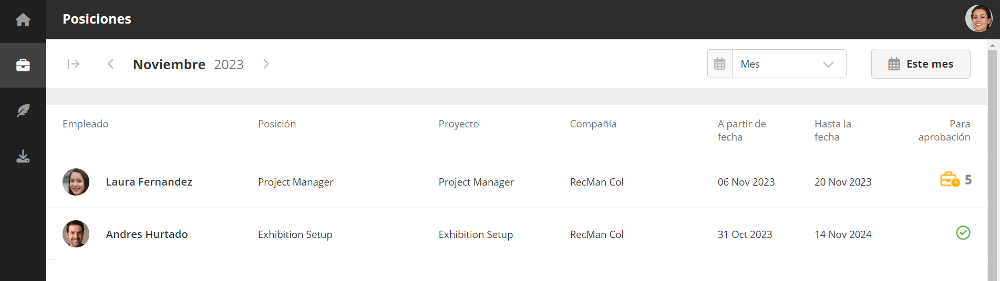 Posiciones
Noviembre 2023
Mes
Este mes
Empleado Posición Proyecto Compañía A partir de fecha Hasta la fecha Para aprobación
Laura Fernandez Project Manager Project Manager RecMan Col 06 Nov 2023 20 Nov 2023 5
Andres Hurtado Exhibition Setup Exhibition Setup RecMan Col 31 Oct 2023 14 Nov 2024